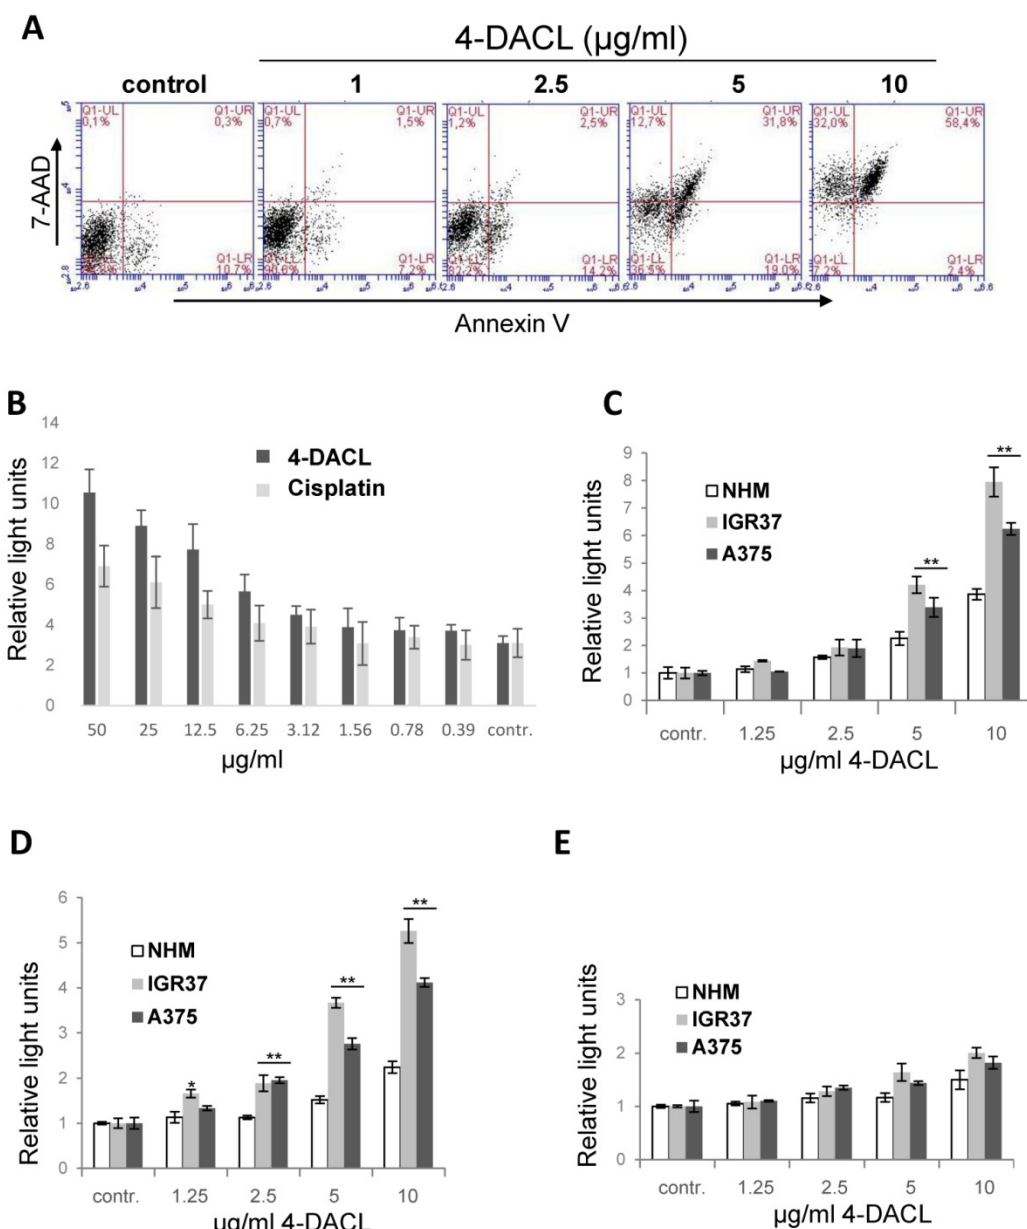 A
4-DACL (µg/ml)
control 1 2.5 5 10
Q1-UL Q1-UR Q1-UL Q1-UR Q1-UL Q1-UR Q1-UL Q1-UR Q1-UL Q1-UR
0,1% 0,3% 0,7% 1,5% 1,2% 2,5% 12,7% 31,8% 32,0% 58,4%
7-AAD
Q1-LR Q1-LR Q1-LR Q1-LR Q1-LR
10,7% 90,6% 7,2% 82,2% 14,2% 36,5% 19,0% 7,2% 2,4%
Annexin V
B
14
12
10
8
6
4
2
0
Relative light units
4-DACL
Cisplatin
50 25 12.5 6.25 3.12 1.56 0.78 0.39 contr.
µg/ml
C
9
8
7
6
5
4
3
2
1
0
Relative light units
NHM
IGR37
A375
**
**
contr. 1.25 2.5 5 10
µg/ml 4-DACL
D
6
5
4
3
2
1
0
Relative light units
NHM
IGR37
A375
*
**
**
**
contr. 1.25 2.5 5 10
µg/ml 4-DACL
E
3
2
1
0
Relative light units
NHM
IGR37
A375
contr. 1.25 2.5 5 10
µg/ml 4-DACL